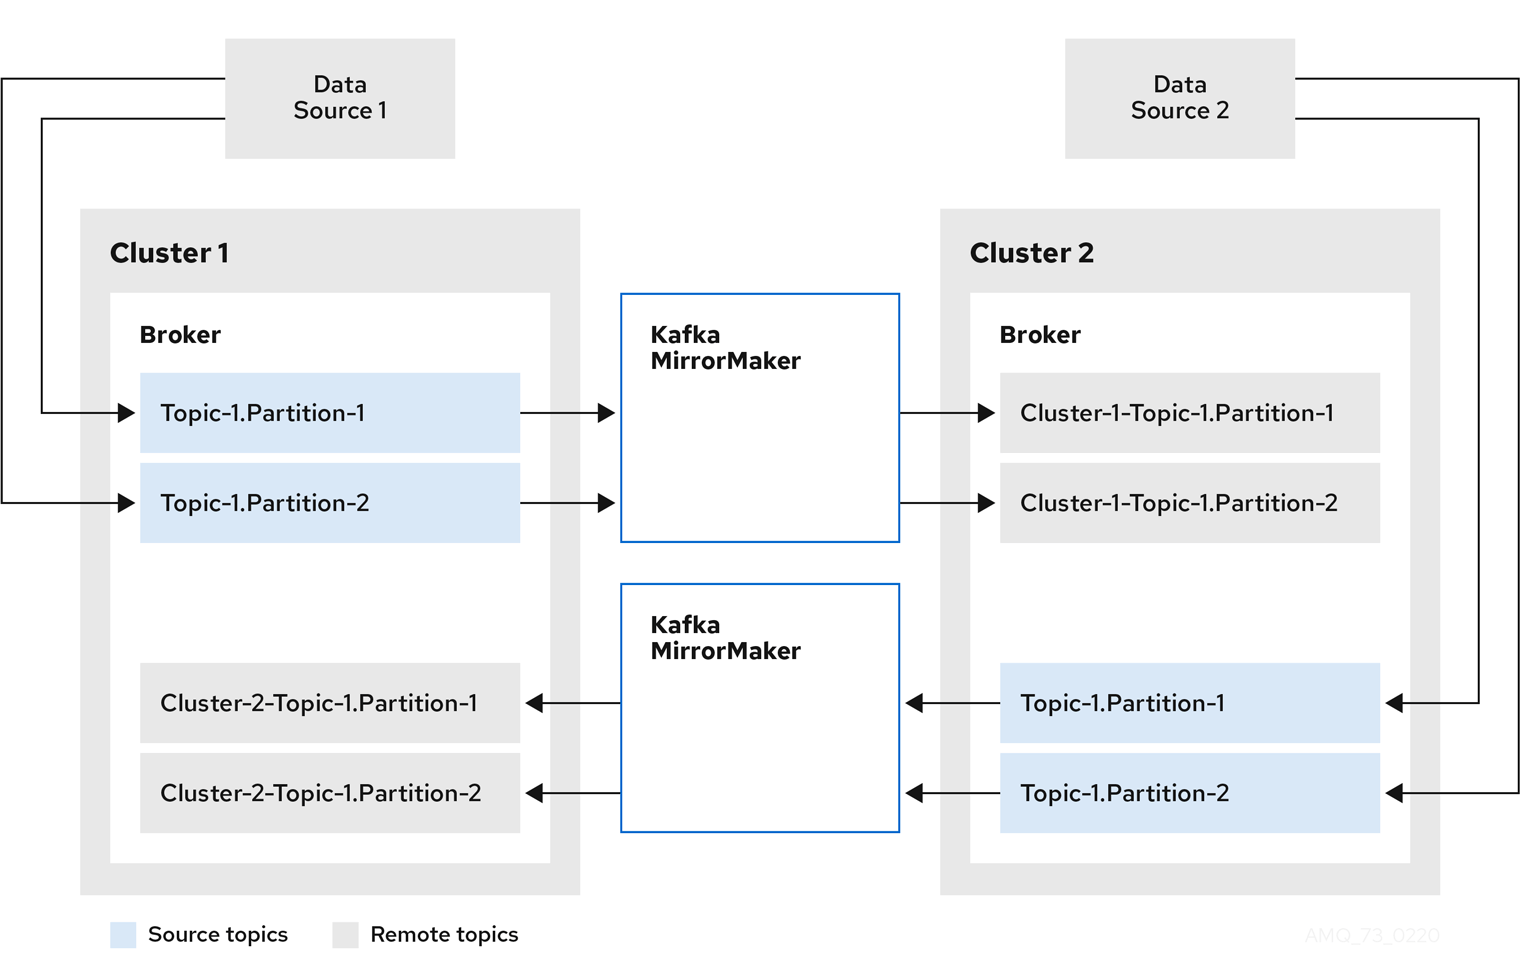 Data
Source 1
Data
Source 2
Cluster 1
Cluster 2
Broker
Kafka
MirrorMaker
Broker
Topic-1.Partition-1
Cluster-1-Topic-1.Partition-1
Topic-1.Partition-2
Cluster-1-Topic-1.Partition-2
Kafka
MirrorMaker
Cluster-2-Topic-1.Partition-1
Topic-1.Partition-1
Cluster-2-Topic-1.Partition-2
Topic-1.Partition-2
Source topics
Remote topics
AMQ_73_0220